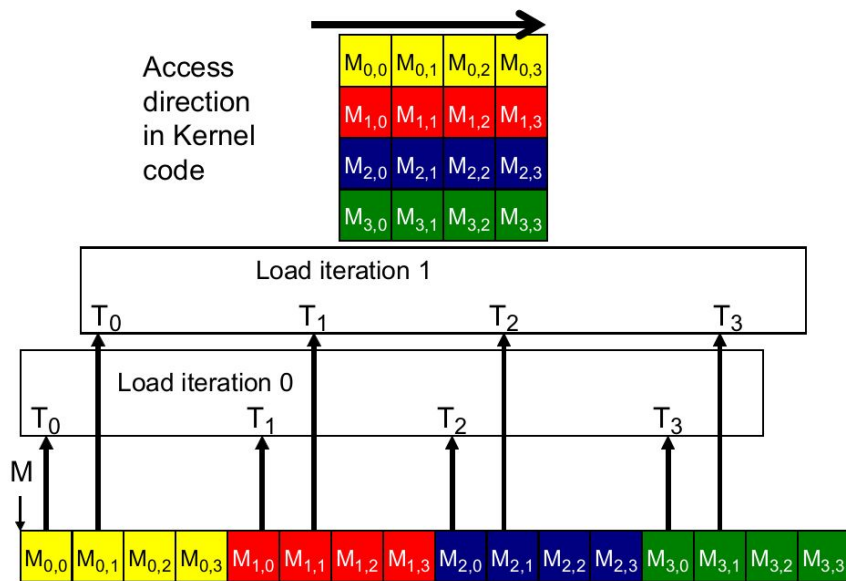 Access
direction
in Kernel
code
M0,0 M0,1 M0,2 M0,3
M1,0 M1,1 M1,2 M1,3
M2,0 M2,1 M2,2 M2,3
M3,0 M3,1 M3,2 M3,3
Load iteration 1
T0 T1 T2 T3
Load iteration 0
T0 T1 T2 T3
M
M0,0 M0,1 M0,2 M0,3 M1,0 M1,1 M1,2 M1,3 M2,0 M2,1 M2,2 M2,3 M3,0 M3,1 M3,2 M3,3